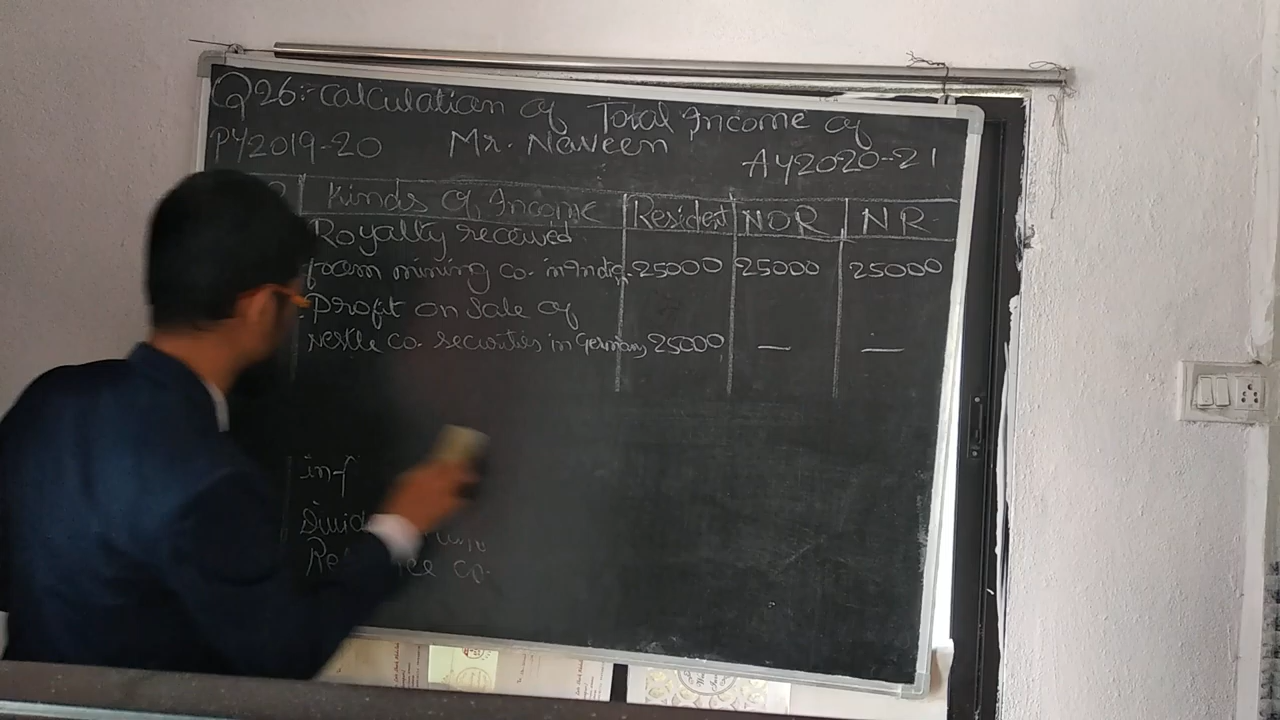 Q26:- Calculation of Total Income of
PY2019-20 Mr. Naveen AY2020-21
Kinds Of Income Resident NOR NR
Royalty received
from mining co. in India 25000 25000 25000
Profit on Sale of
Nestle co. securities in Germany 25000 — —
in-f
co.